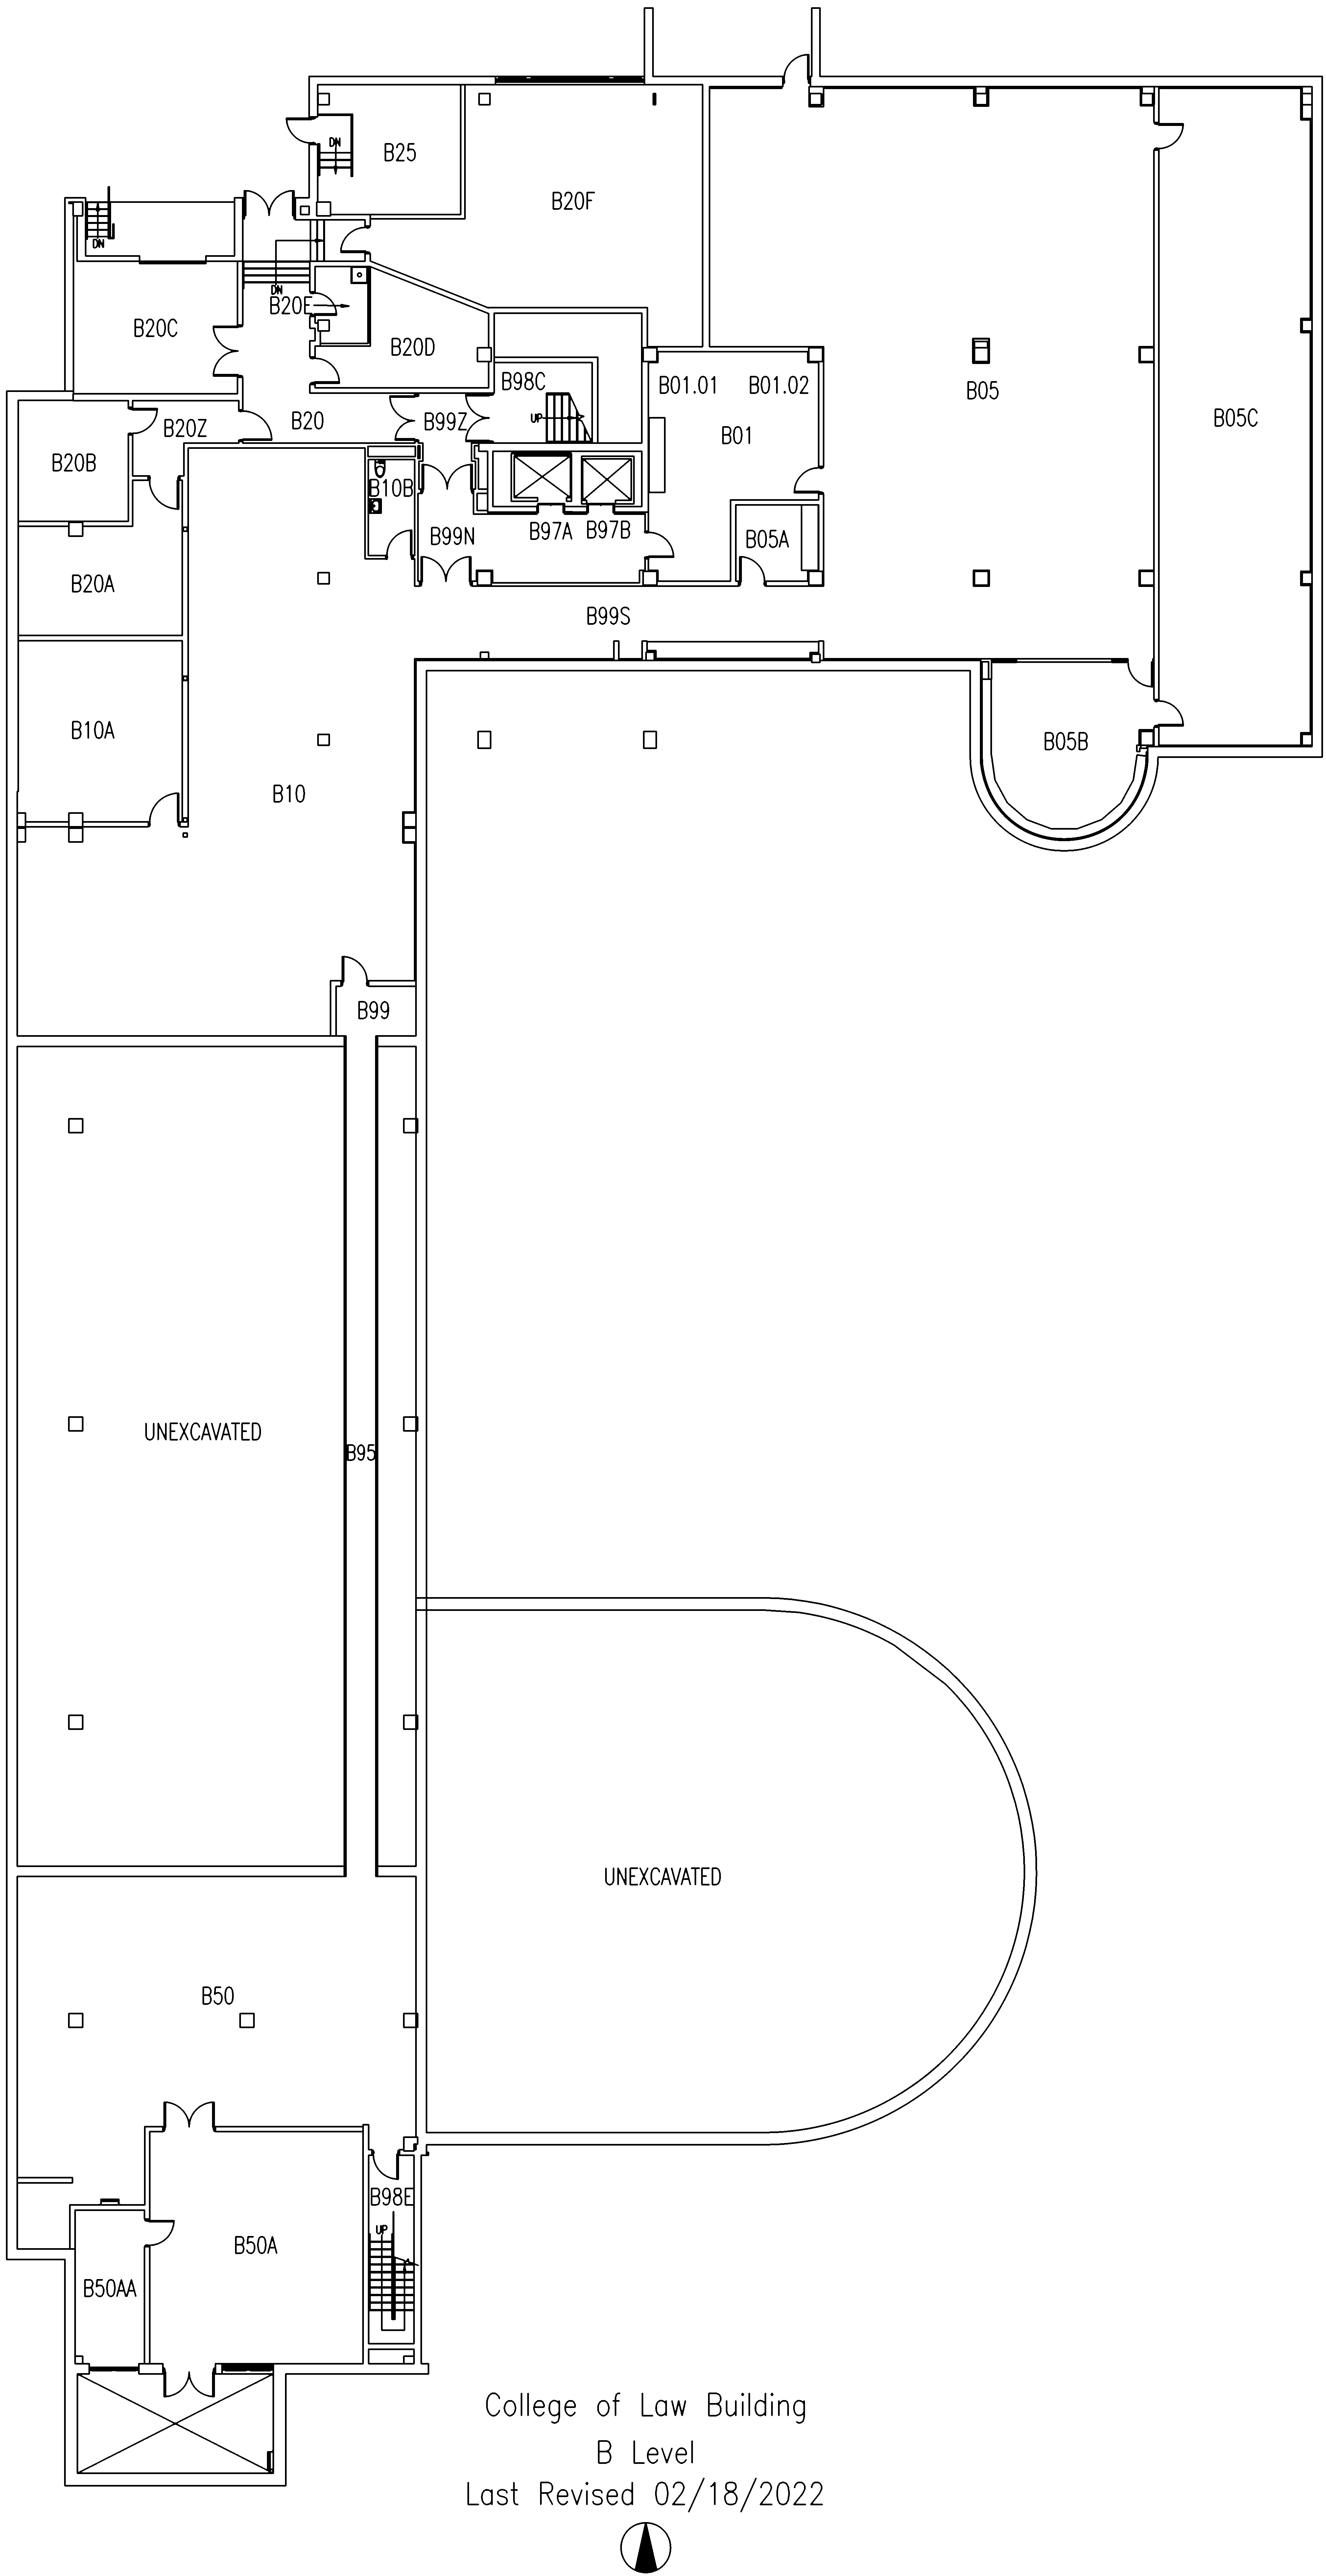 DN
B25
B20F
DN
DN
B20E
B20C
B20D
B98C
B01.01
B01.02
B05
B05C
UP
B20Z
B20
B99Z
B01
B20B
B10B
B99N
B97A
B97B
B05A
B20A
B99S
B10A
B05B
B10
B99
UNEXCAVATED
B95
UNEXCAVATED
B50
B98E
UP
B50A
B50AA
College of Law Building
B Level
Last Revised 02/18/2022